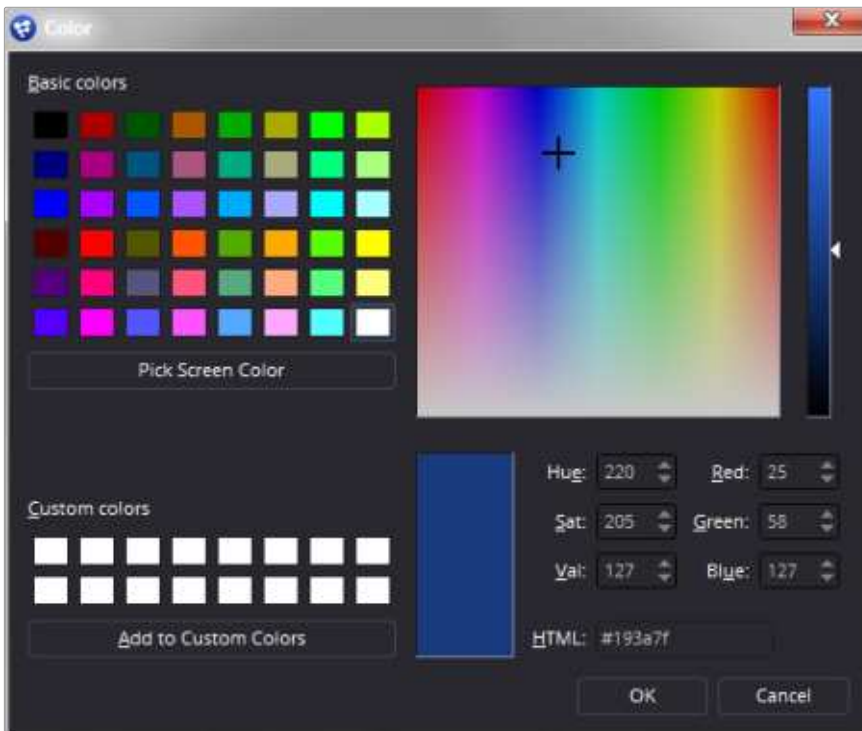 Color
Basic colors
Pick Screen Color
Custom colors
Add to Custom Colors
Hue: 220 Red: 25
Sat: 205 Green: 58
Val: 127 Blue: 127
HTML: #193a7f
OK Cancel